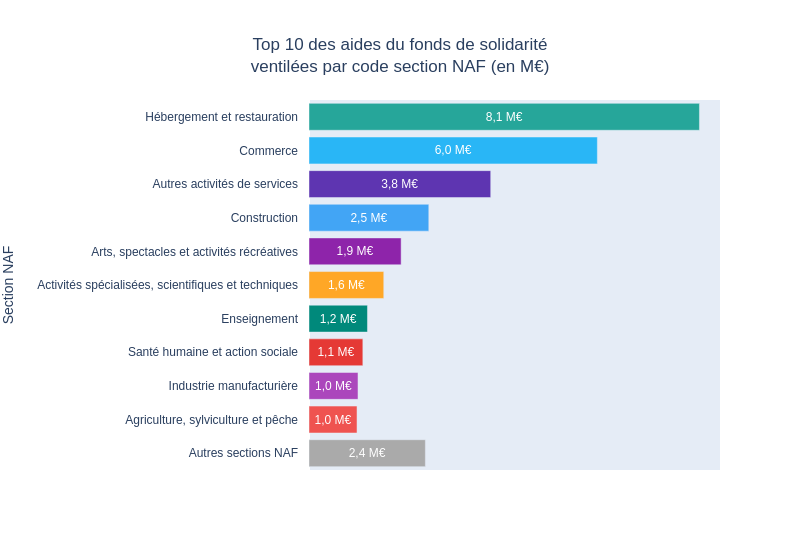 Top 10 des aides du fonds de solidarité
ventilées par code section NAF (en M€)
Section NAF
Hébergement et restauration 8,1 M€
Commerce 6,0 M€
Autres activités de services 3,8 M€
Construction 2,5 M€
Arts, spectacles et activités récréatives 1,9 M€
Activités spécialisées, scientifiques et techniques 1,6 M€
Enseignement 1,2 M€
Santé humaine et action sociale 1,1 M€
Industrie manufacturière 1,0 M€
Agriculture, sylviculture et pêche 1,0 M€
Autres sections NAF 2,4 M€